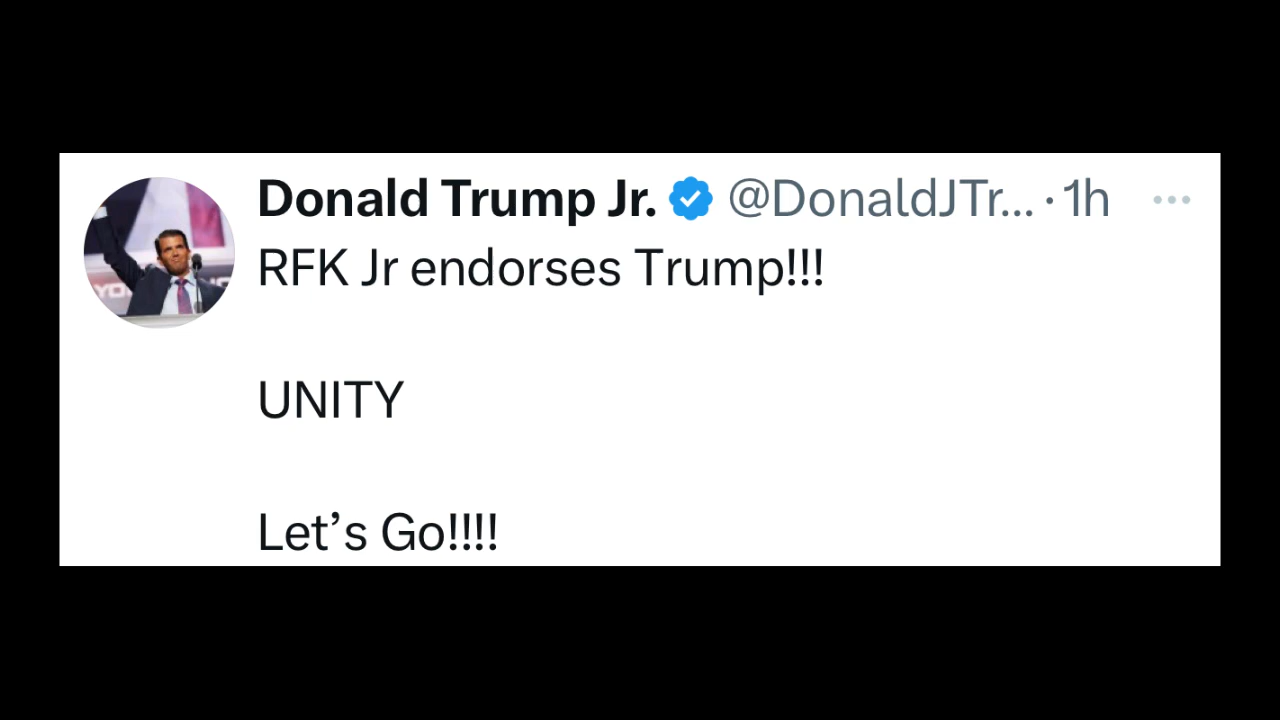 Donald Trump Jr. @DonaldJTr... · 1h
RFK Jr endorses Trump!!!
UNITY
Let’s Go!!!!